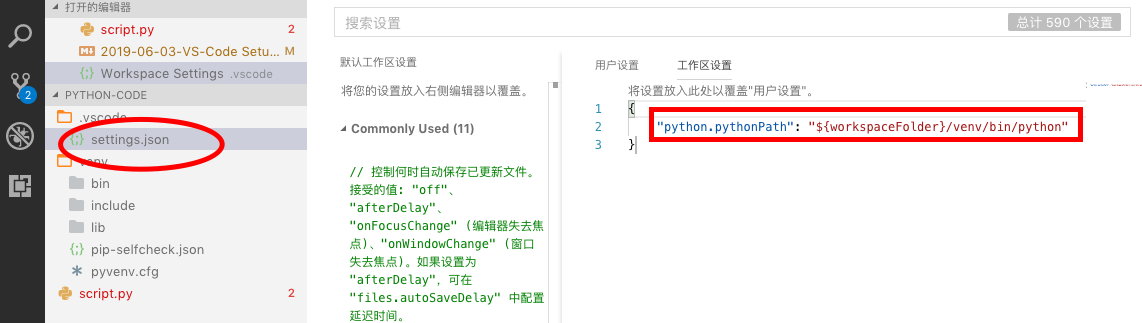 打开的编辑器
script.py 2
2019-06-03-VS-Code Setu... M
Workspace Settings .vscode
2
PYTHON-CODE
.vscode
settings.json
venv
bin
include
lib
pip-selfcheck.json
pyvenv.cfg
script.py 2
搜索设置
总计 590 个设置
默认工作区设置
将您的设置放入右侧编辑器以覆盖。
Commonly Used (11)
// 控制何时自动保存已更新文件。
接受的值: "off"、
"afterDelay"、
"onFocusChange" (编辑器失去焦
点)、"onWindowChange" (窗口
失去焦点)。如果设置为
"afterDelay"，可在
"files.autoSaveDelay" 中配置
延迟时间。
用户设置
工作区设置
将设置放入此处以覆盖"用户设置"。
1 {
2 "python.pythonPath": "${workspaceFolder}/venv/bin/python"
3 }